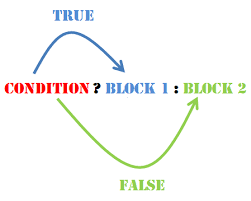 TRUE
CONDITION ? BLOCK 1 : BLOCK 2
FALSE